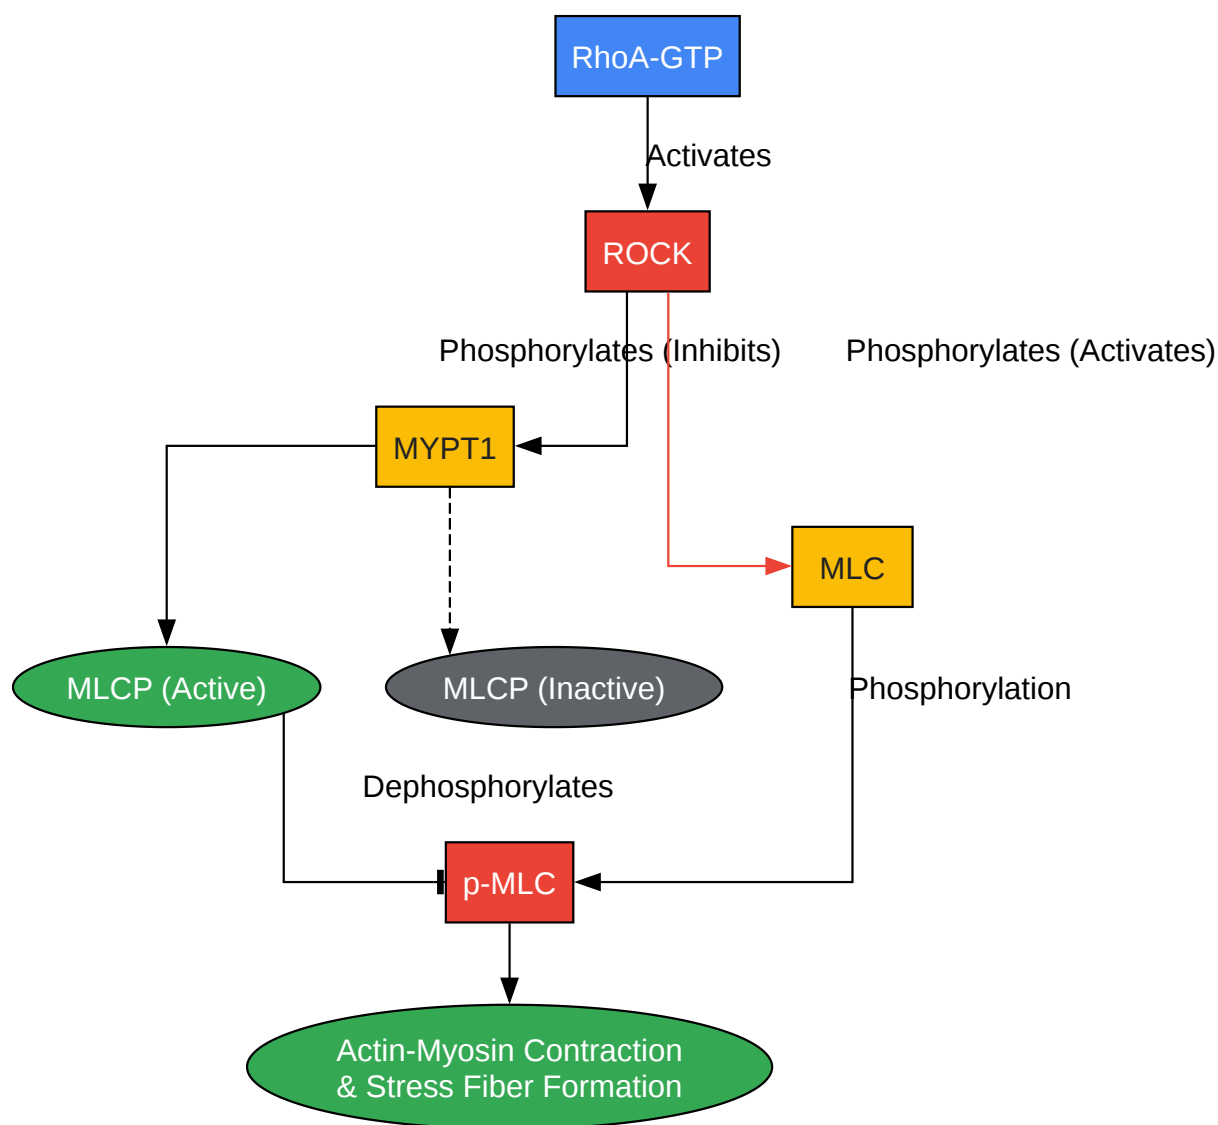 RhoA-GTP
Activates
ROCK
Phosphorylates (Inhibits)
Phosphorylates (Activates)
MYPT1
MLC
MLCP (Active)
MLCP (Inactive)
Phosphorylation
Dephosphorylates
p-MLC
Actin-Myosin Contraction
& Stress Fiber Formation